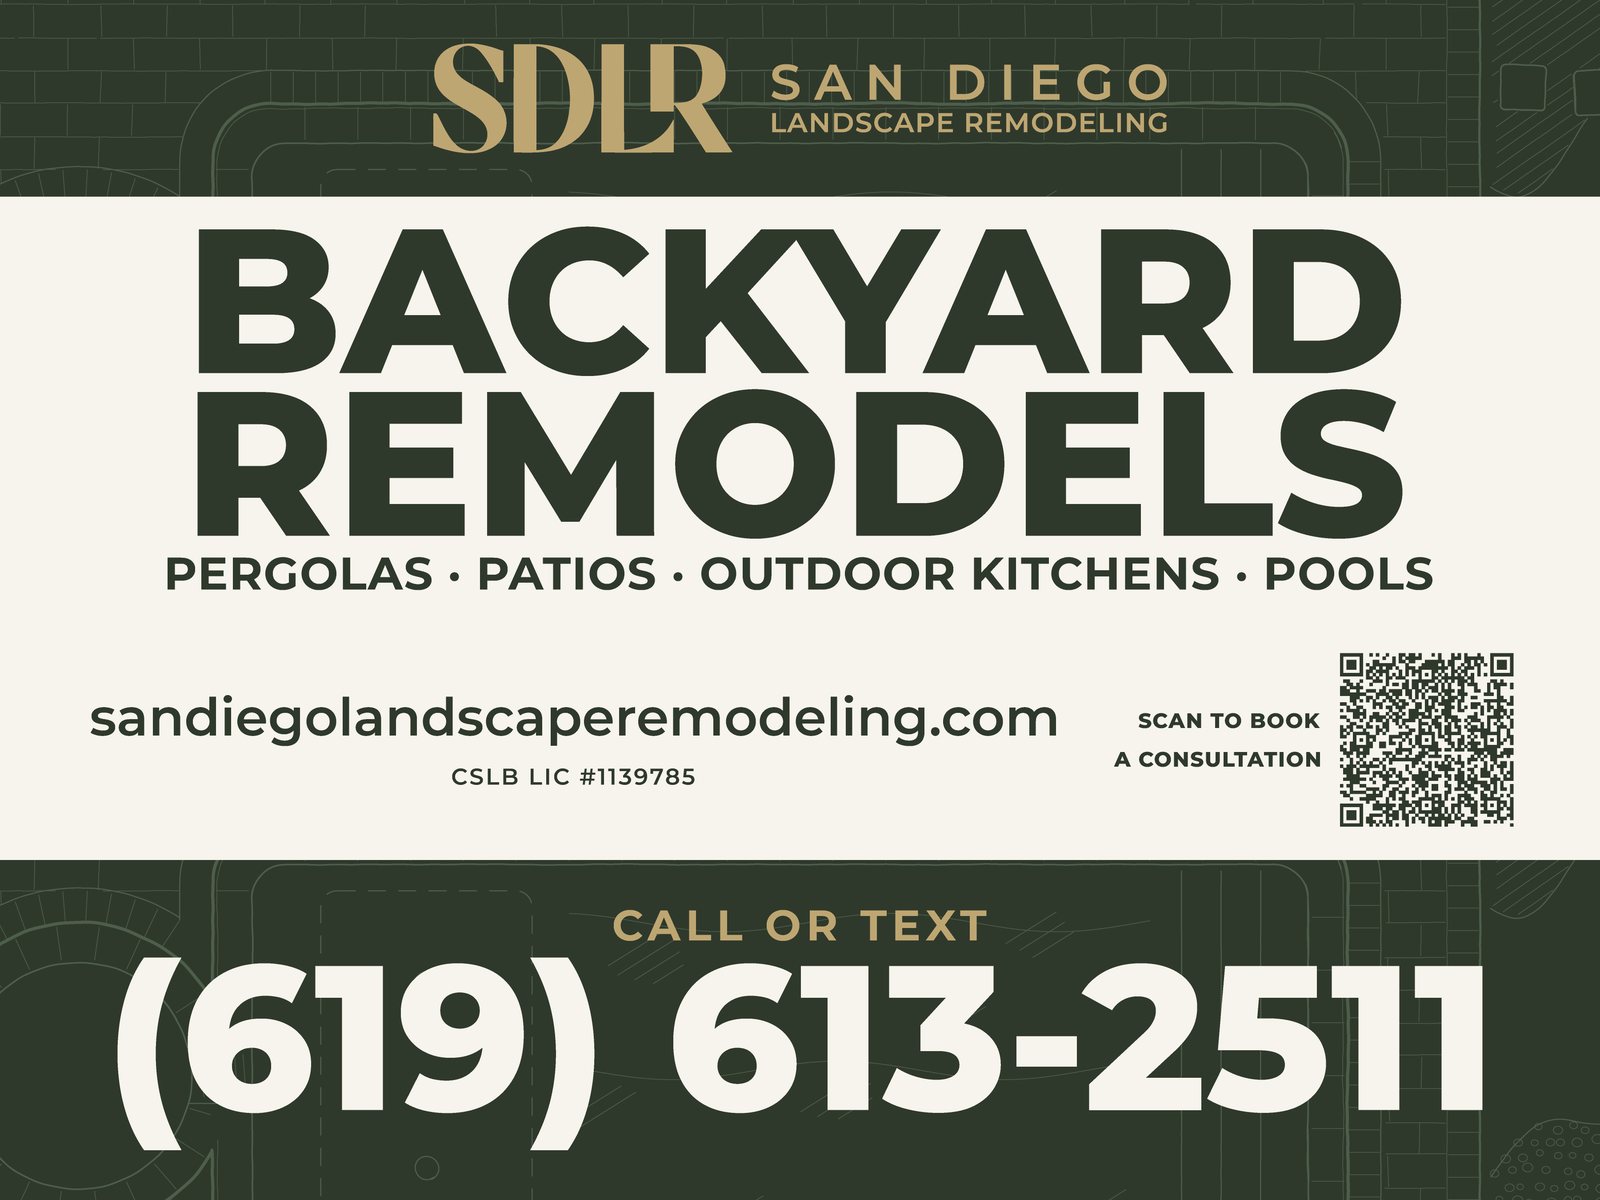 SDLR
SAN DIEGO
LANDSCAPE REMODELING
BACKYARD
REMODELS
PERGOLAS · PATIOS · OUTDOOR KITCHENS · POOLS
sandiegolandscaperemodeling.com
CSLB LIC #1139785
SCAN TO BOOK
A CONSULTATION
CALL OR TEXT
(619) 613-2511